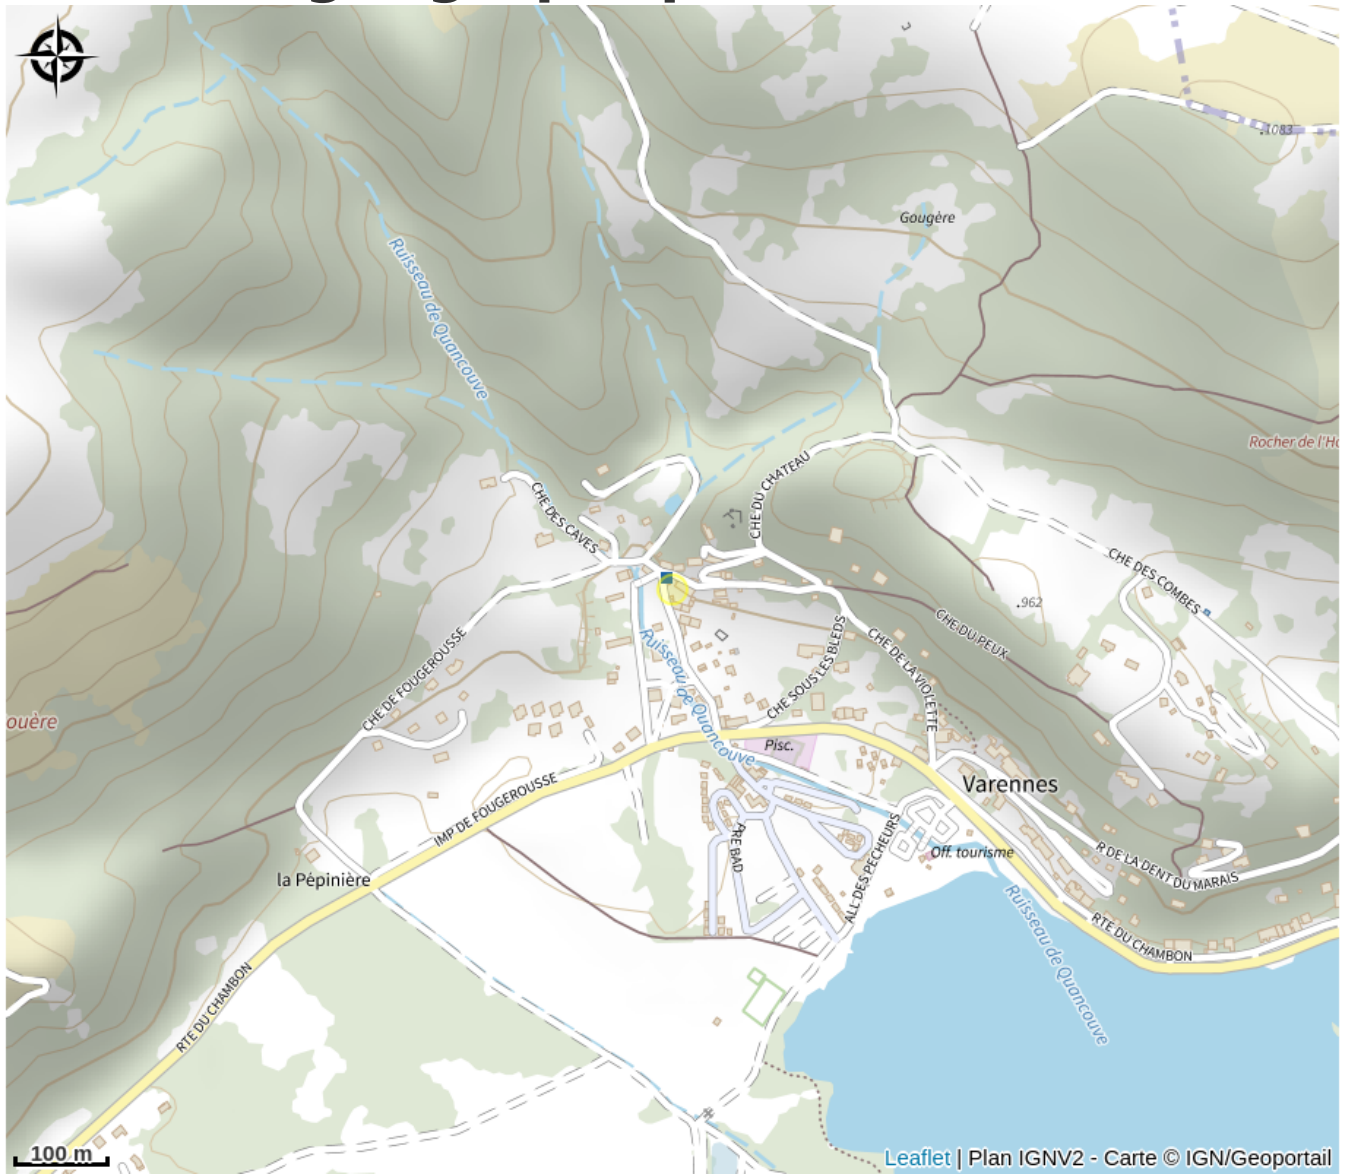 .1083
Gougère
Ruisseau de Quancouve
Rocher de l'Ho
CHE DU CHATEAU
CHE DES CAVES
CHE DES COMBES
.962
CHE DU PEUX
CHE SOUS LES BLEDS
CHE DE LA VIOLETTE
Ruisseau de Quancouve
CHE DE FOUGEROUSSE
ouère
Pisc.
Varennes
IMP DE FOUGEROUSSE
PRE BAD
ALL DES PECHEURS
Off. tourisme
R DE LA DENT DU MARAIS
la Pépinière
RTE DU CHAMBON
Ruisseau de Quancouve
RTE DU CHAMBON
100 m
Leaflet | Plan IGNV2 - Carte © IGN/Geoportail